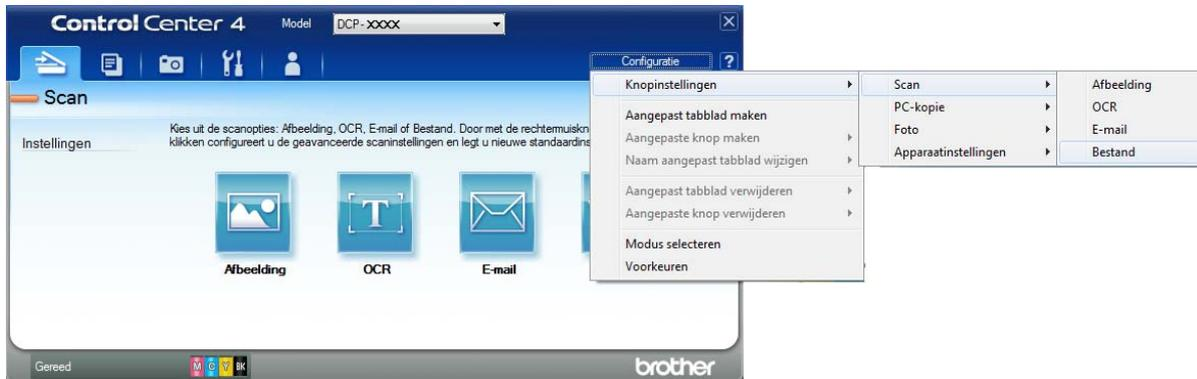 Control Center 4
Model
DCP-XXXX
Configuratie
?
Scan
Instellingen
Kies uit de scanopties: Afbeelding, OCR, E-mail of Bestand. Door met de rechtermuiskn
klikken configureert u de geavanceerde scaninstellingen en legt u nieuwe standaardins
T
Afbeelding
OCR
E-mail
Knopinstellingen
Aangepast tabblad maken
Aangepaste knop maken
Naam aangepast tabblad wijzigen
Aangepast tabblad verwijderen
Aangepaste knop verwijderen
Modus selecteren
Voorkeuren
Scan
PC-kopie
Foto
Apparaatinstellingen
Afbeelding
OCR
E-mail
Bestand
Gereed
M C Y BK
brother